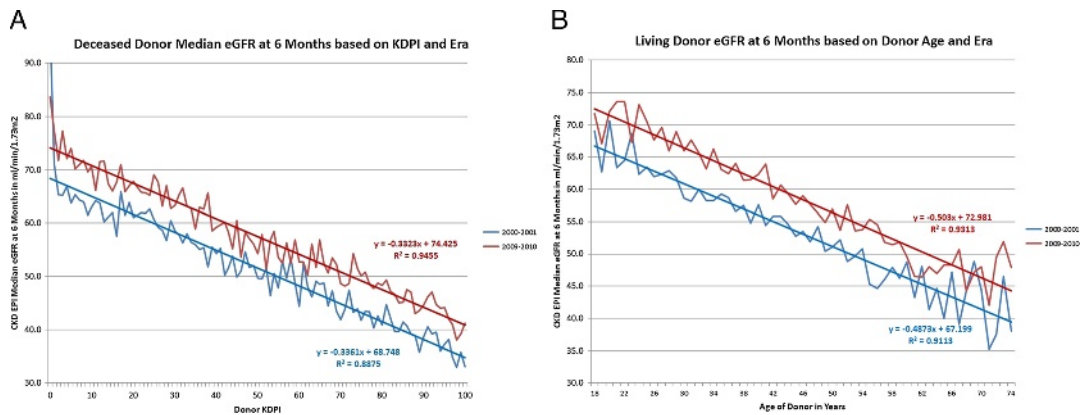 A
Deceased Donor Median eGFR at 6 Months based on KDPI and Era
CKD EPI Median eGFR at 6 Months in ml/min/1.73m2
90.0
80.0
70.0
60.0
50.0
40.0
30.0
y = -0.3323x + 74.425
R² = 0.9455
y = -0.3361x + 68.748
R² = 0.8875
2000-2001
2009-2010
0 10 20 30 40 50 60 70 80 90 100
Donor KDPI
B
Living Donor eGFR at 6 Months based on Donor Age and Era
CKD EPI Median eGFR at 6 Months in ml/min/1.73m2
80.0
75.0
70.0
65.0
60.0
55.0
50.0
45.0
40.0
35.0
30.0
y = -0.503x + 72.981
R² = 0.9313
y = -0.4873x + 67.199
R² = 0.9113
2000-2001
2009-2010
18 22 26 30 34 38 42 46 50 54 58 62 66 70 74
Age of Donor in Years